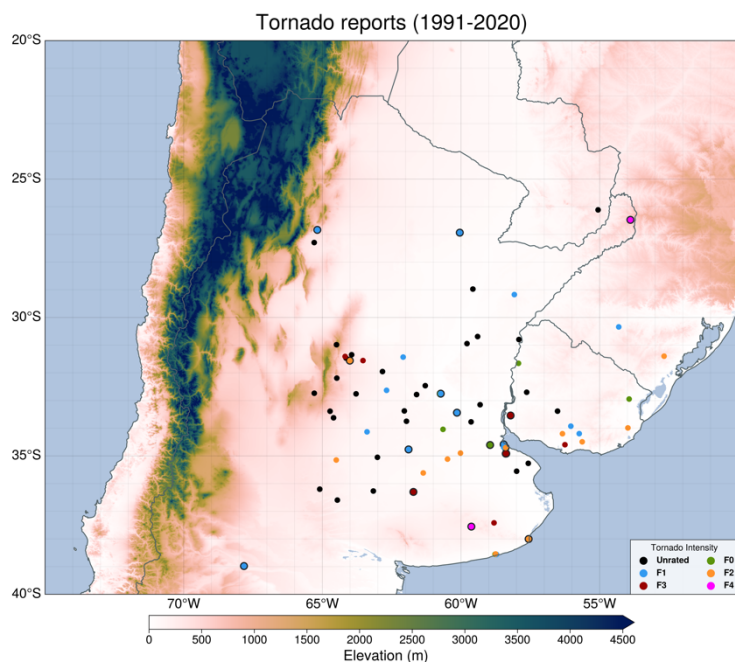 Tornado reports (1991-2020)
20°S
25°S
30°S
35°S
40°S
70°W 65°W 60°W 55°W
Tornado Intensity
Unrated F0
F1 F2
F3 F4
0 500 1000 1500 2000 2500 3000 3500 4000 4500
Elevation (m)